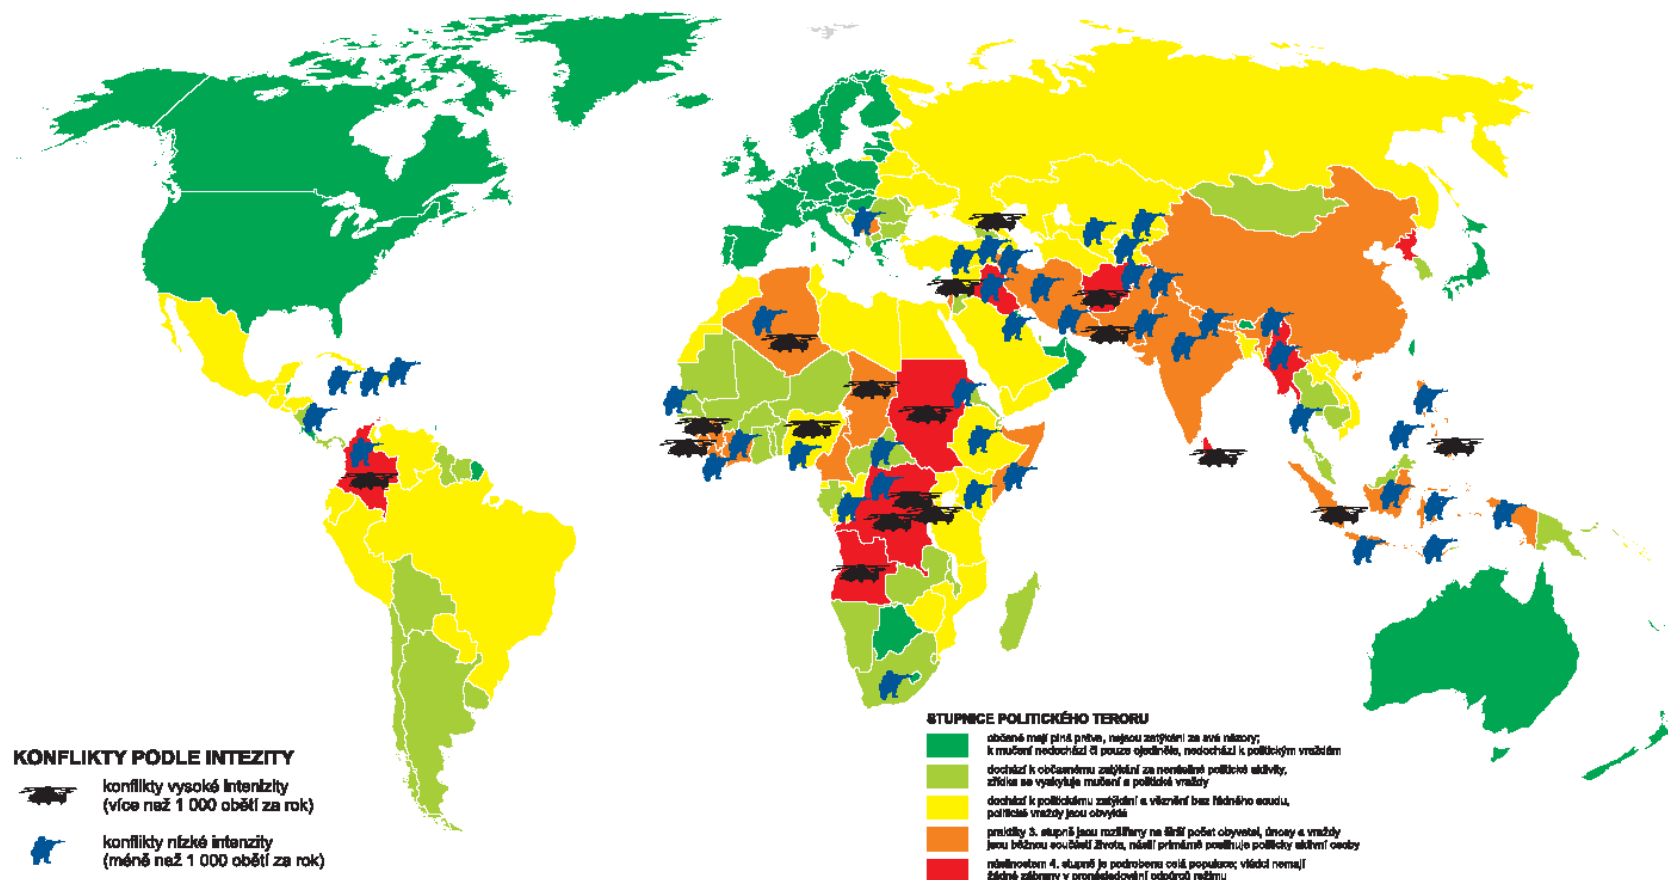 KONFLIKTY PODLE INTEZITY
konflikty vysoké intenizity
(více než 1 000 obětí za rok)
konflikty nízké intenzity
(méně než 1 000 obětí za rok)
STUPNICE POLITICKÉHO TERORU
občané mají plná práva, nejsou zatýkáni za své názory;
k mučení nedochází či pouze ojediněle, nedochází k politickým vraždám
dochází k občasnému zatýkání za nenásilné politické aktivity,
zřídka se vyskytuje mučení a politické vraždy
dochází k politickému zatýkání a věznění bez řádného soudu,
politické vraždy jsou obvyklé
praktiky 3. stupně jsou rozšířeny na širší počet obyvatel, únosy a vraždy
jsou běžnou součástí života, násilí primárně postihuje politicky aktivní osoby
násilnostem 4. stupně je podrobena celá populace; vládci nemají
žádné zábrany v pronásledování odpůrců režimu